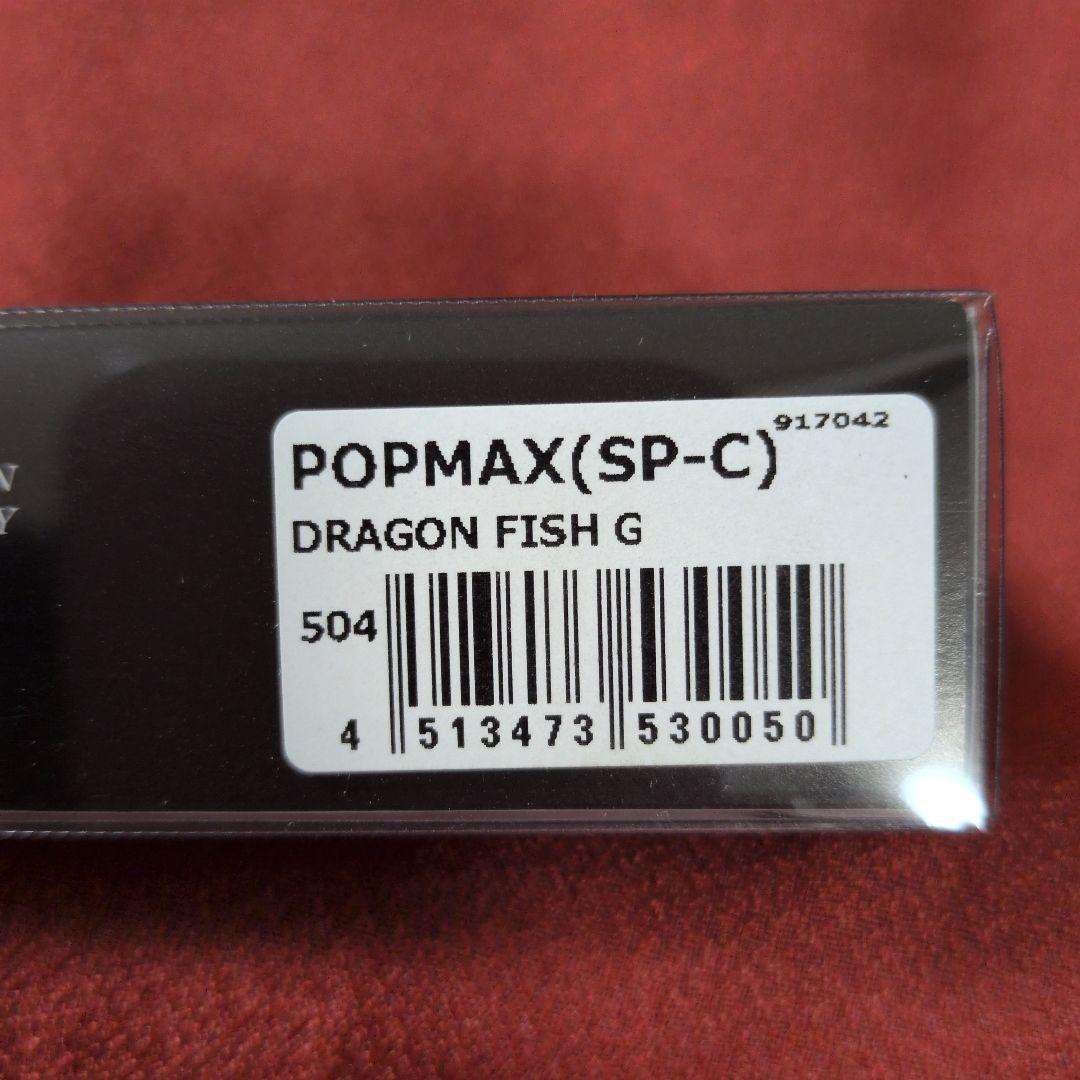 917042
POPMAX(SP-C)
DRAGON FISH G
504
4 513473 530050